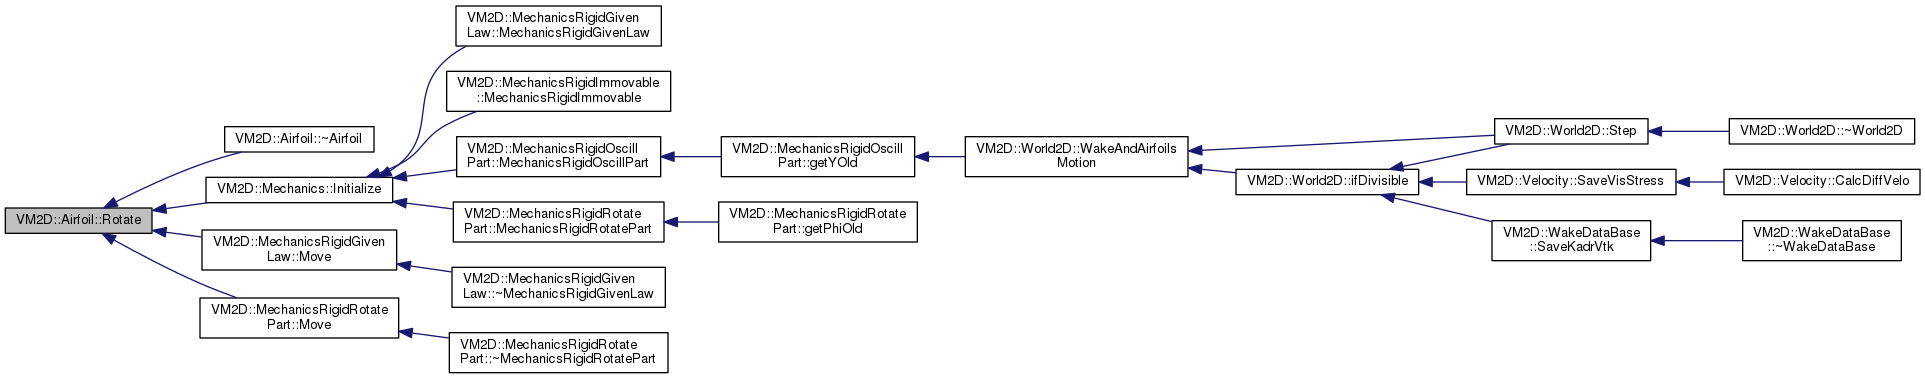 VM2D::Airfoil::Rotate
VM2D::Airfoil::~Airfoil
VM2D::Mechanics::Initialize
VM2D::MechanicsRigidGiven
Law::Move
VM2D::MechanicsRigidRotate
Part::Move
VM2D::MechanicsRigidGiven
Law::MechanicsRigidGivenLaw
VM2D::MechanicsRigidImmovable
::MechanicsRigidImmovable
VM2D::MechanicsRigidOscill
Part::MechanicsRigidOscillPart
VM2D::MechanicsRigidRotate
Part::MechanicsRigidRotatePart
VM2D::MechanicsRigidGiven
Law::~MechanicsRigidGivenLaw
VM2D::MechanicsRigidRotate
Part::~MechanicsRigidRotatePart
VM2D::MechanicsRigidOscill
Part::getYOld
VM2D::MechanicsRigidRotate
Part::getPhiOld
VM2D::World2D::WakeAndAirfoils
Motion
VM2D::World2D::ifDivisible
VM2D::World2D::Step
VM2D::Velocity::SaveVisStress
VM2D::WakeDataBase
::SaveKadrVtk
VM2D::World2D::~World2D
VM2D::Velocity::CalcDiffVelo
VM2D::WakeDataBase
::~WakeDataBase